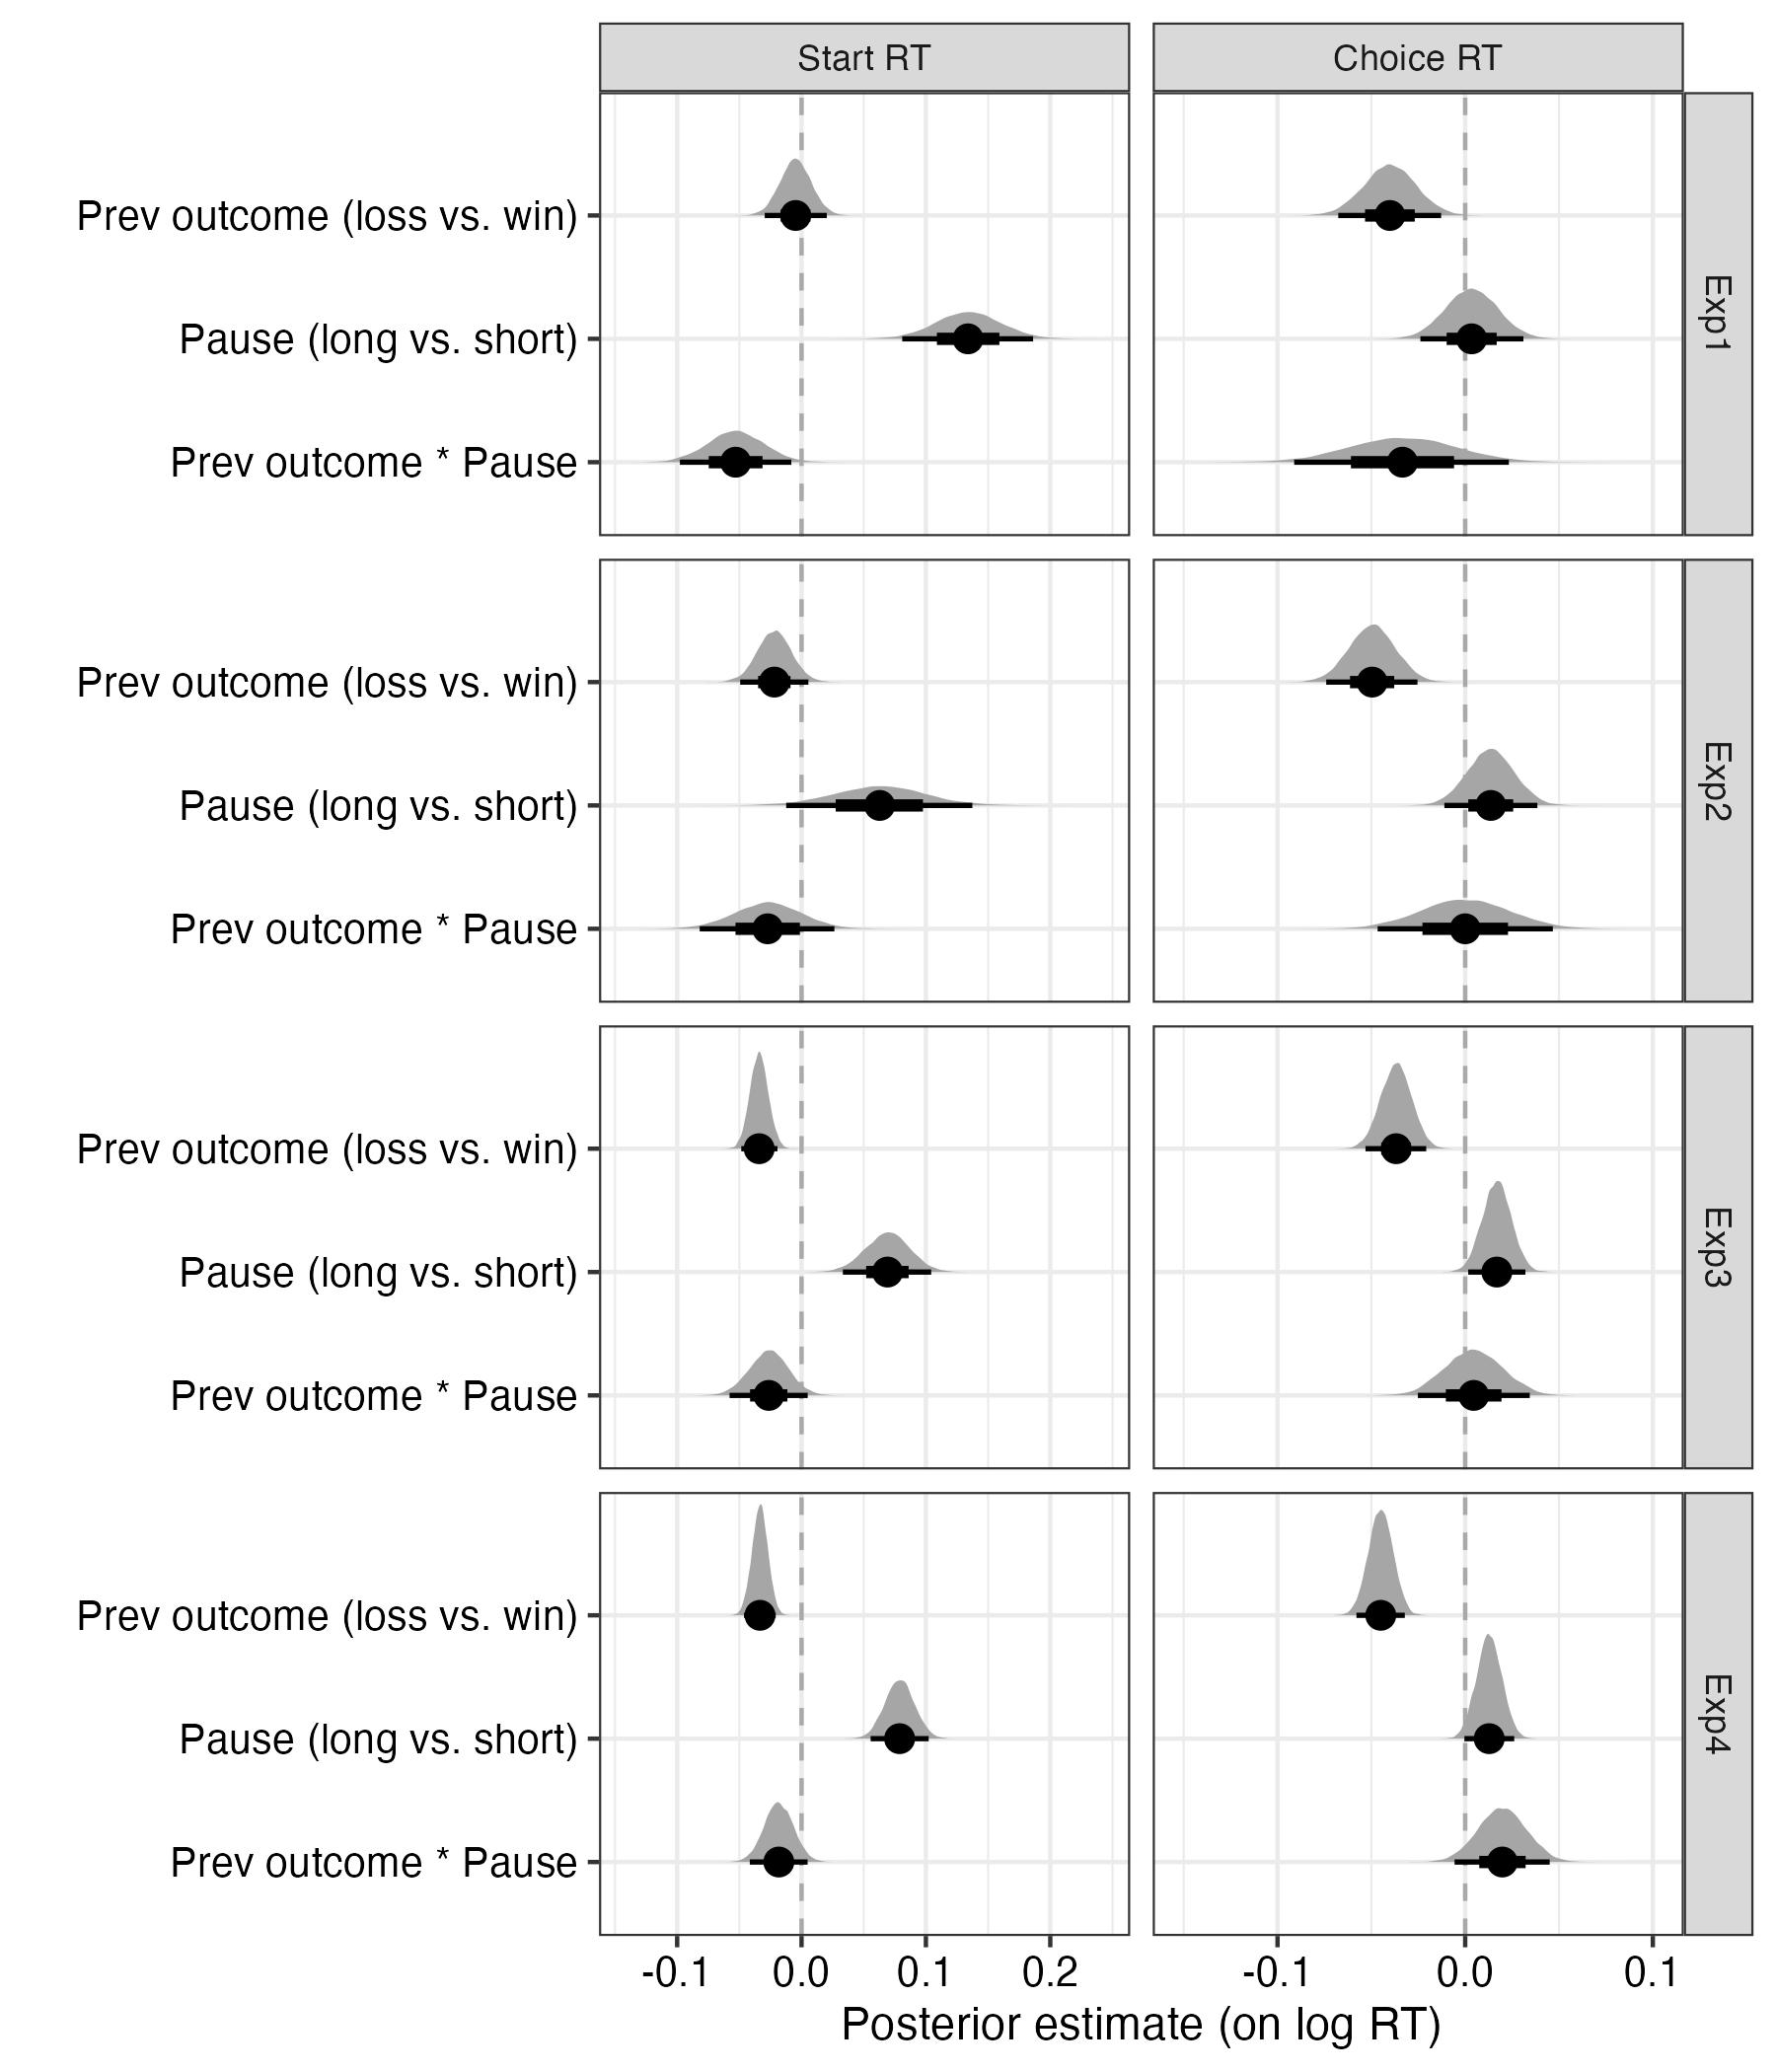 Start RT
Choice RT
Prev outcome (loss vs. win)
Pause (long vs. short)
Prev outcome * Pause
Exp1
Prev outcome (loss vs. win)
Pause (long vs. short)
Prev outcome * Pause
Exp2
Prev outcome (loss vs. win)
Pause (long vs. short)
Prev outcome * Pause
Exp3
Prev outcome (loss vs. win)
Pause (long vs. short)
Prev outcome * Pause
Exp4
-0.1 0.0 0.1 0.2
-0.1 0.0 0.1
Posterior estimate (on log RT)